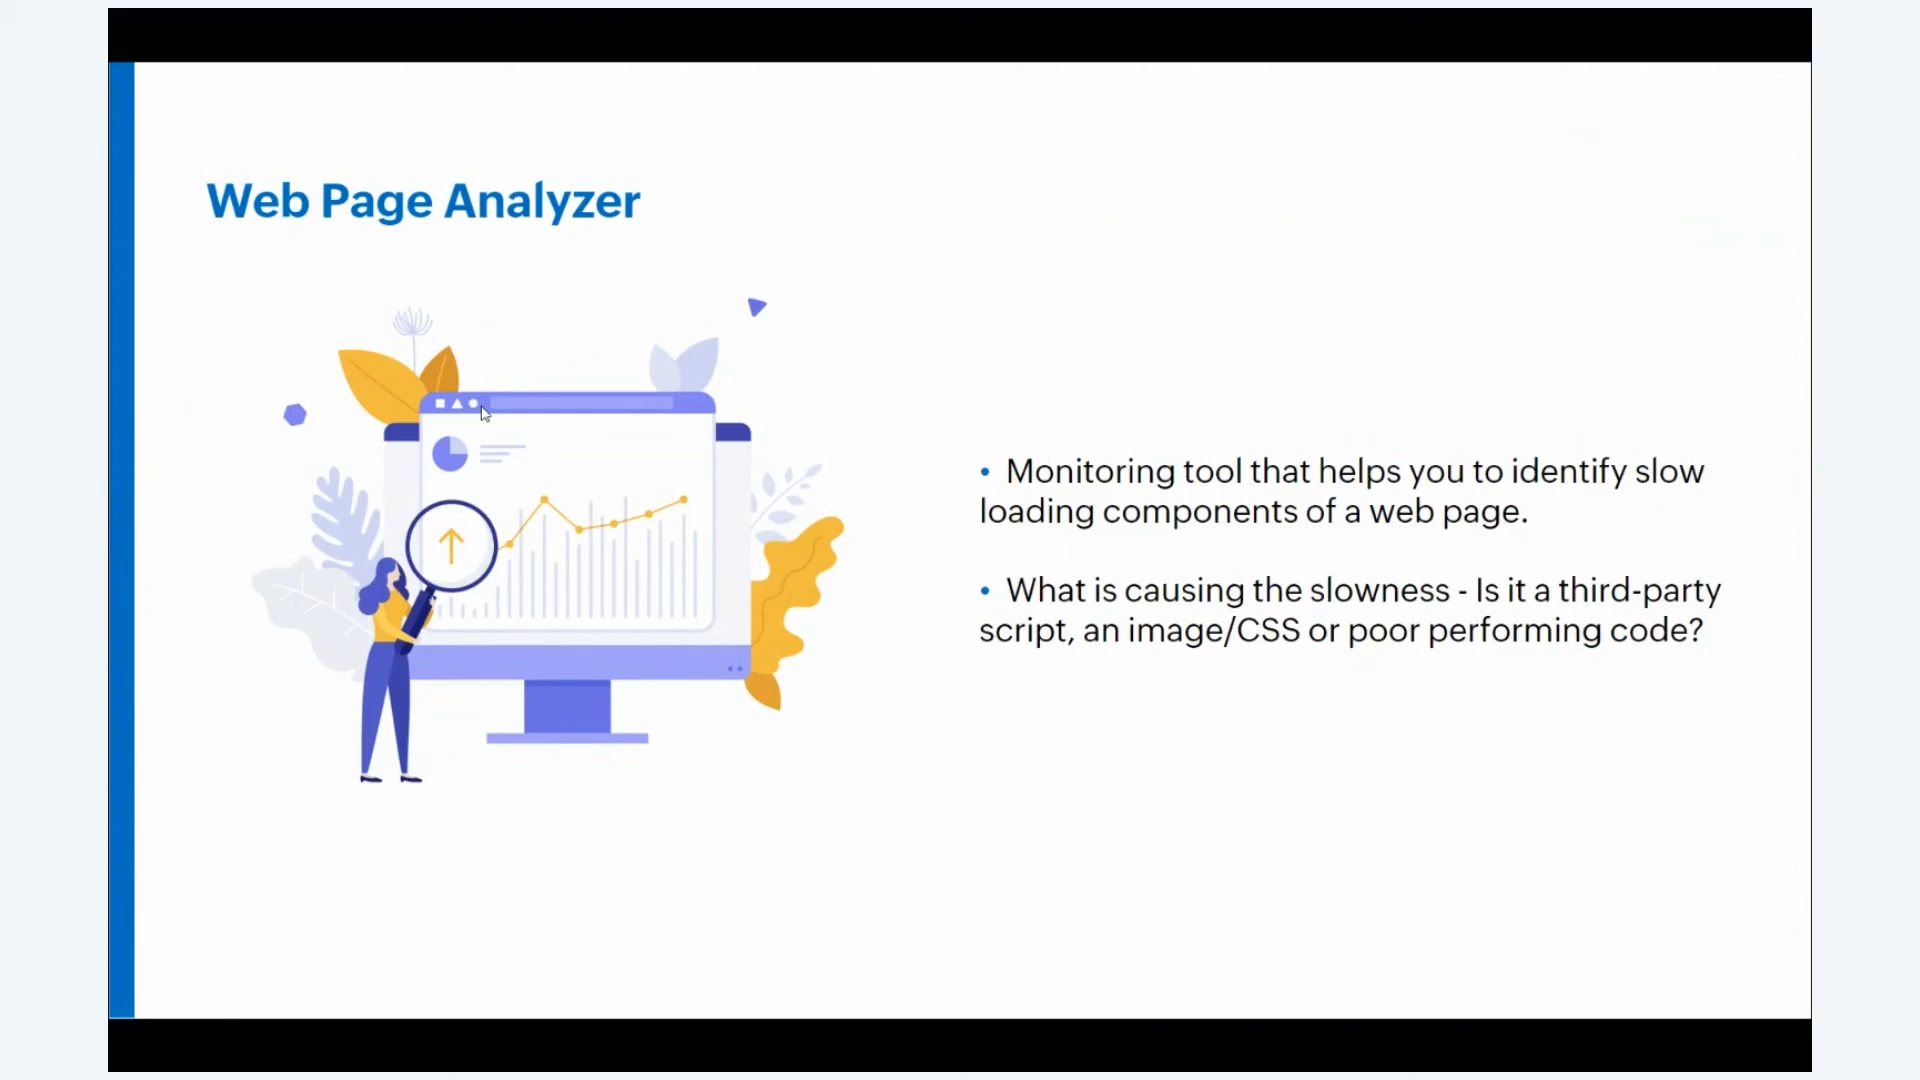 Web Page Analyzer
• Monitoring tool that helps you to identify slow
loading components of a web page.
• What is causing the slowness - Is it a third-party
script, an image/CSS or poor performing code?